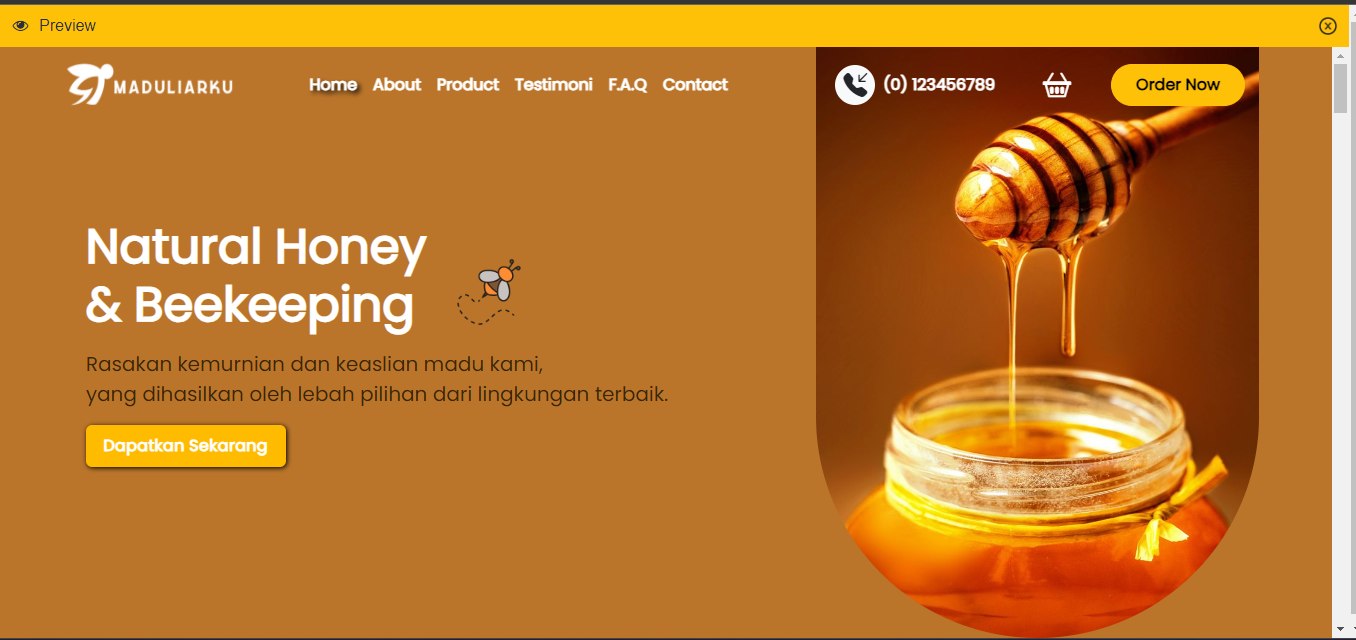 Preview
MADULIARKU
Home About Product Testimoni F.A.Q Contact
(0) 123456789
Order Now
Natural Honey
& Beekeeping
Rasakan kemurnian dan keaslian madu kami,
yang dihasilkan oleh lebah pilihan dari lingkungan terbaik.
Dapatkan Sekarang